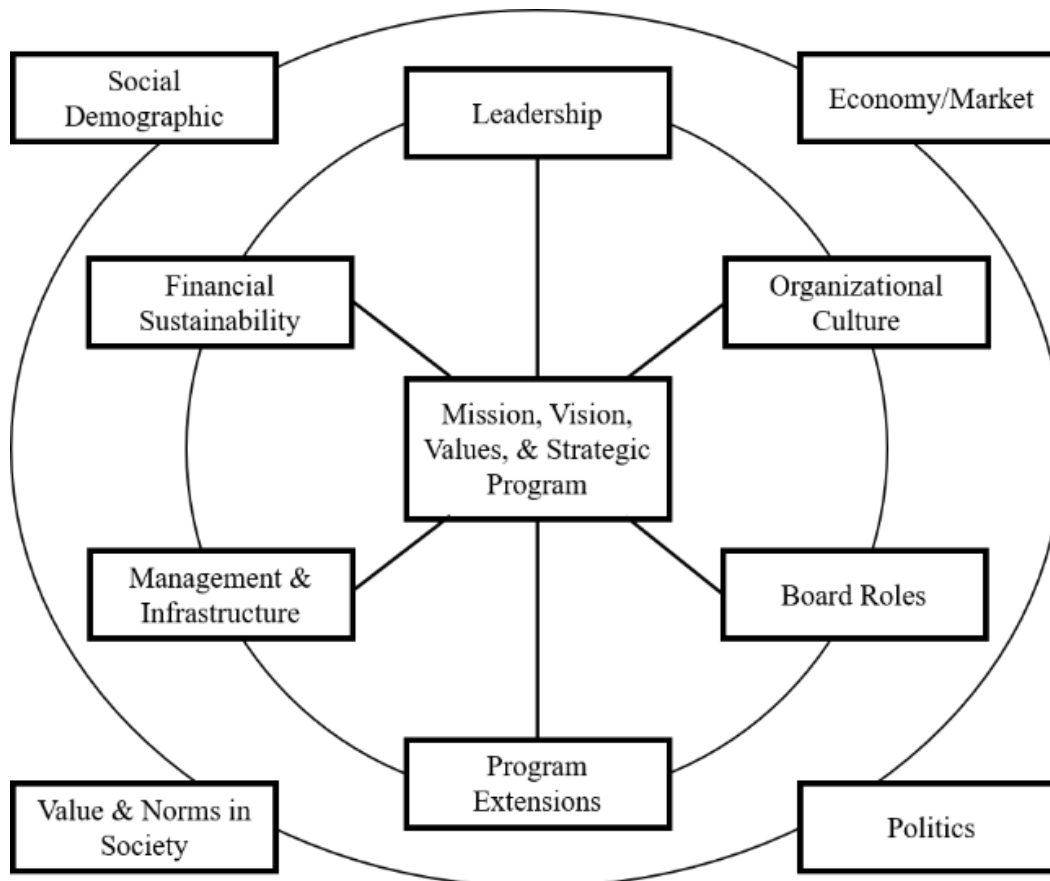 Social
Demographic
Leadership
Economy/Market
Financial
Sustainability
Organizational
Culture
Mission, Vision,
Values, & Strategic
Program
Management &
Infrastructure
Board Roles
Program
Extensions
Value & Norms in
Society
Politics